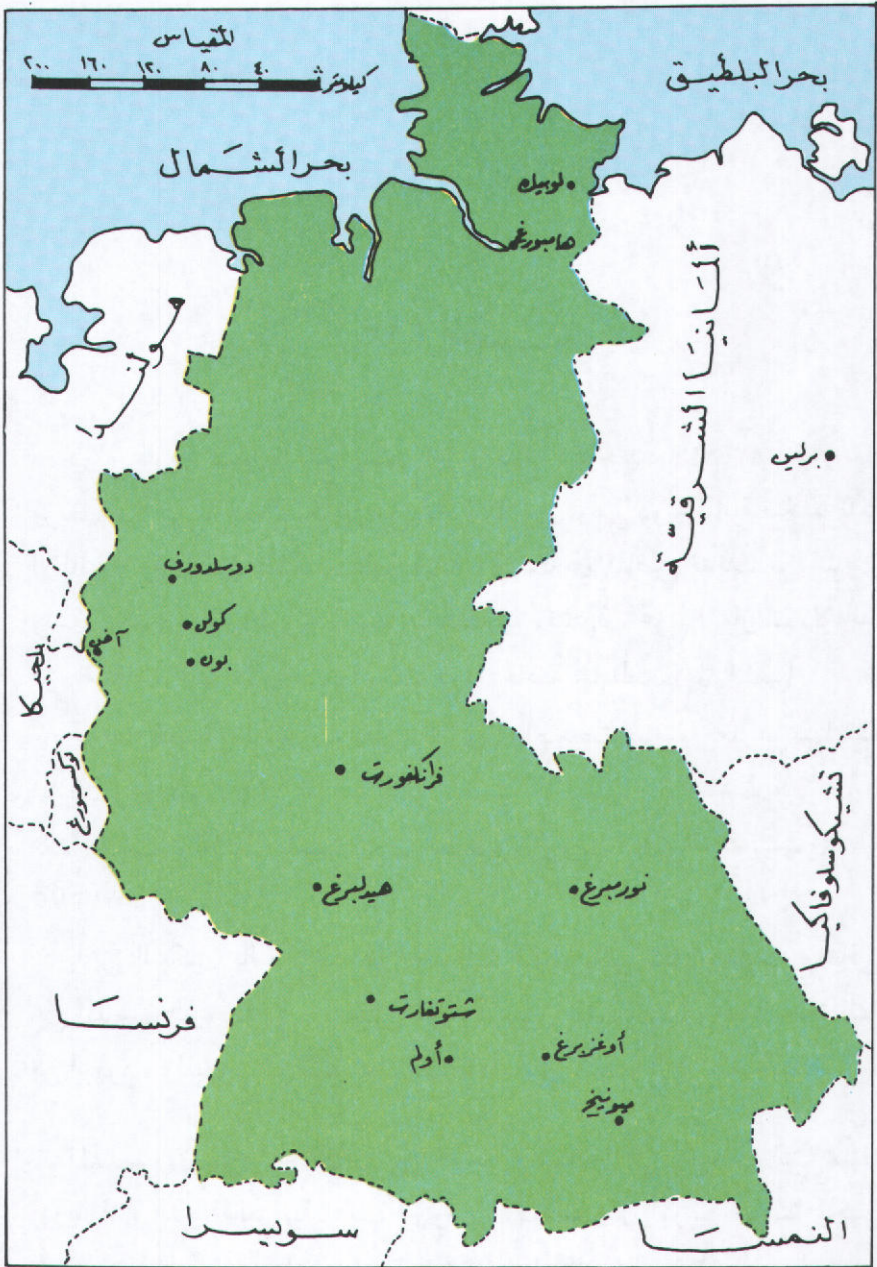 المقياس
٢٠٠ ١٦٠ ١٢٠ ٨٠ ٤٠ كيلومتر
بحر البلطيق
بحر الشمال
لوبيك
هامبورغ
ألمانيا الشرقية
هولندا
برلين
دوسلدورف
كولن
آخن
بون
بلجيكا
لكسمبورغ
فرانكفورت
تشيكوسلوفاكيا
هيدلبرغ
نورمبرغ
فرنسا
شتوتغارت
أولم
أوغزبرغ
ميونيخ
سويسرا
النمسا